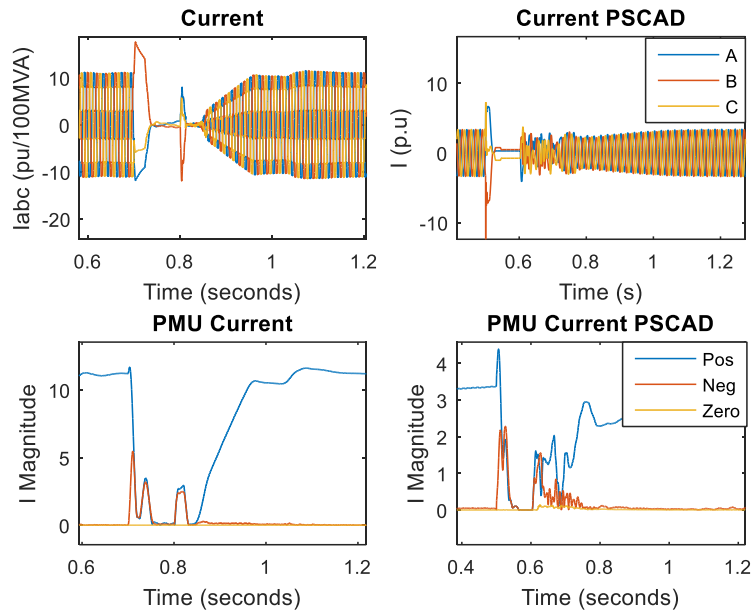 Current
Iabc (pu/100MVA)
10
0
-10
-20
0.6 0.8 1 1.2
Time (seconds)
Current PSCAD
I (p.u)
10
0
-10
A
B
C
0.6 0.8 1 1.2
Time (s)
PMU Current
I Magnitude
10
5
0
0.6 0.8 1 1.2
Time (seconds)
PMU Current PSCAD
I Magnitude
4
3
2
1
0
Pos
Neg
Zero
0.4 0.6 0.8 1 1.2
Time (seconds)